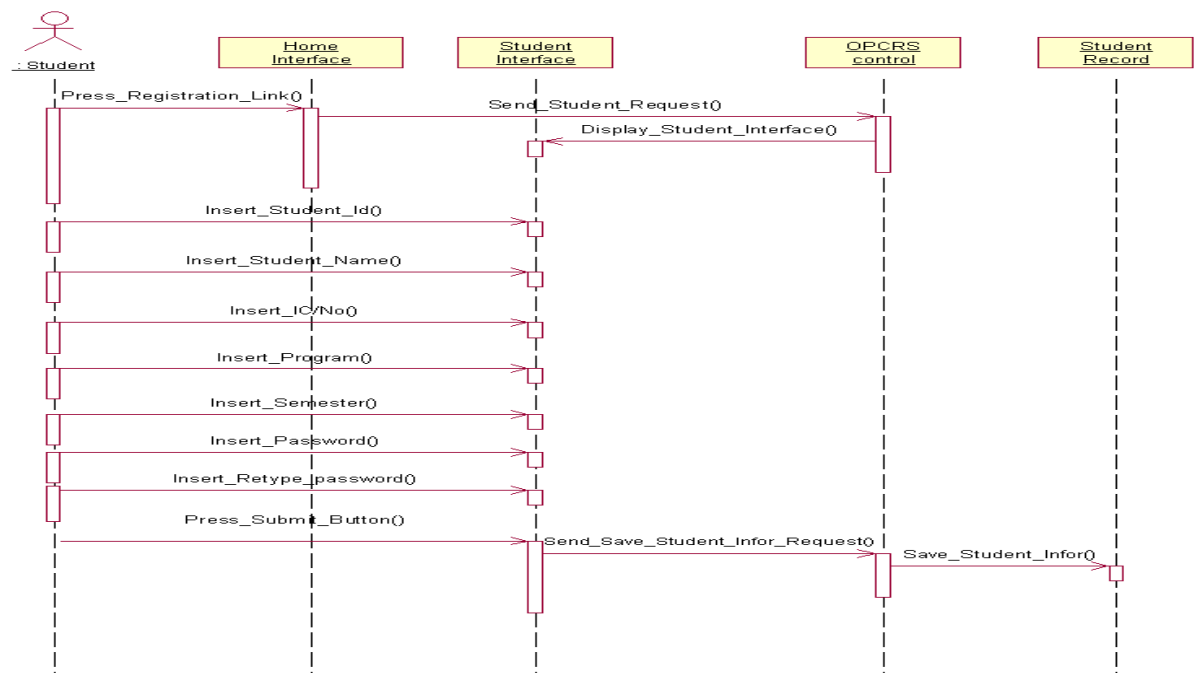 : Student
Home
Interface
Student
Interface
OPCRS
control
Student
Record
Press_Registration_Link()
Send_Student_Request()
Display_Student_Interface()
Insert_Student_Id()
Insert_Student_Name()
Insert_IC/No()
Insert_Program()
Insert_Semester()
Insert_Password()
Insert_Retype_password()
Press_Submit_Button()
Send_Save_Student_Infor_Request()
Save_Student_Infor()